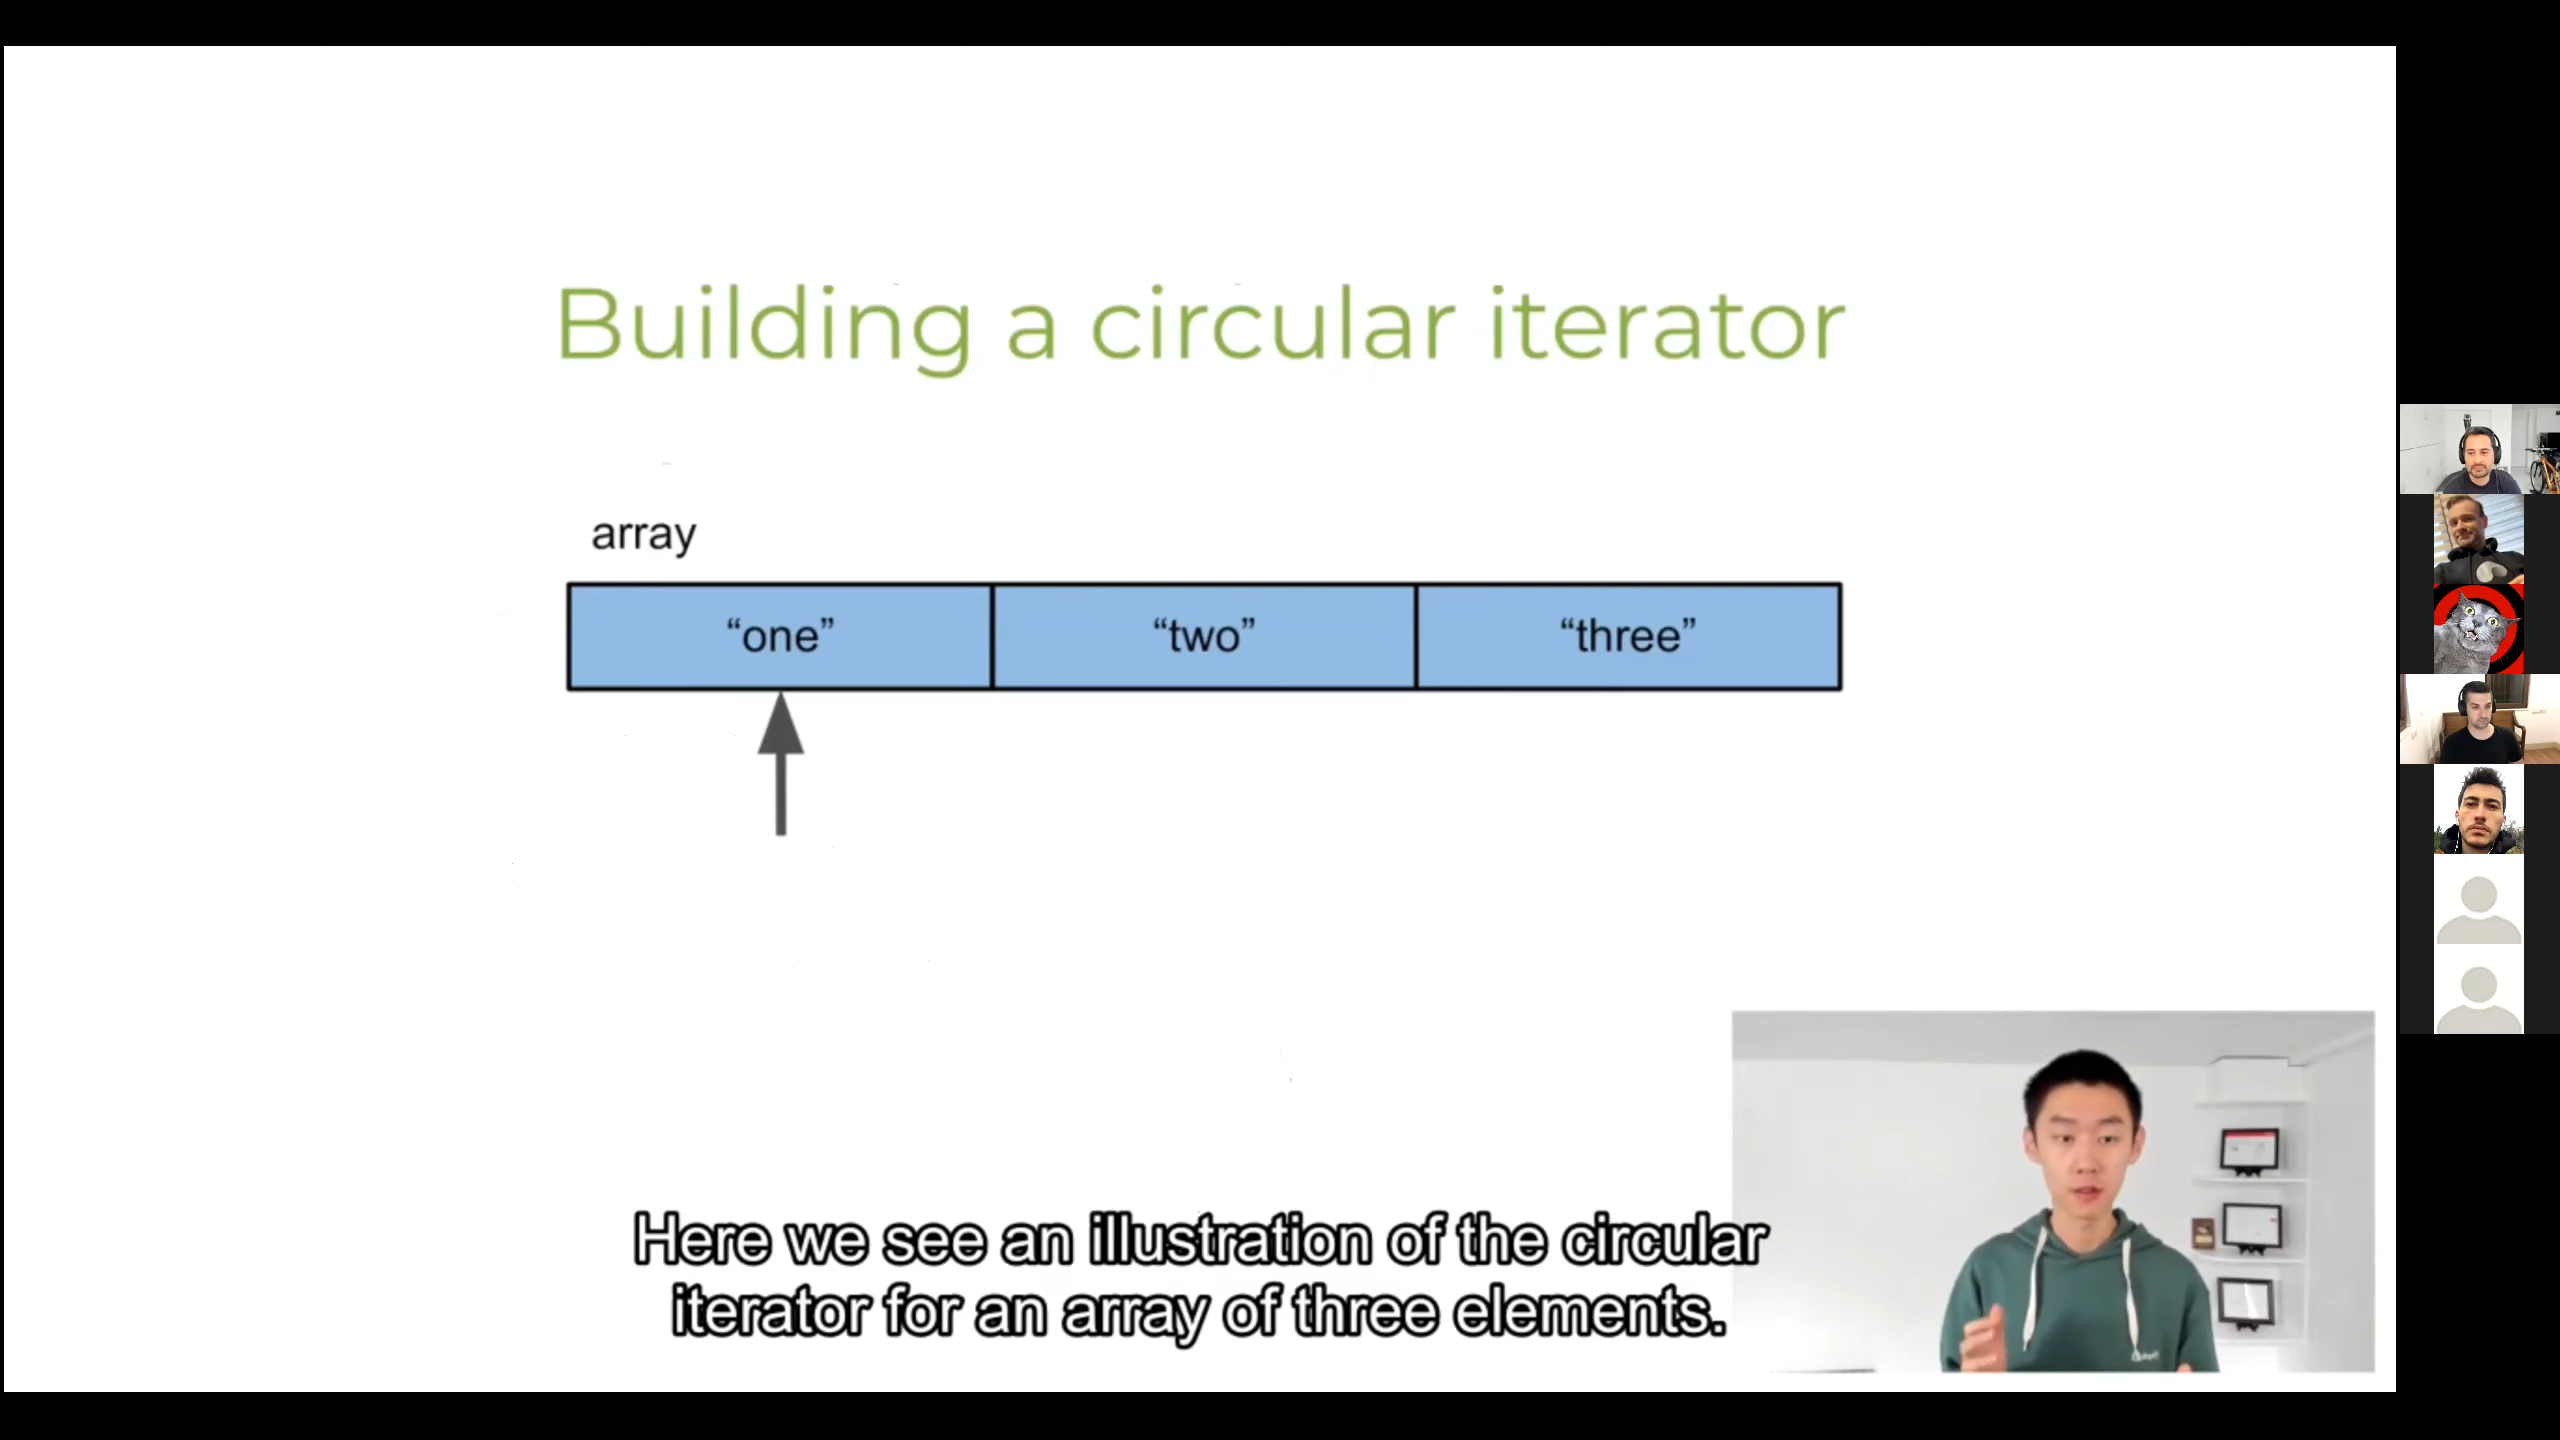 Building a circular iterator
array
“one”
“two”
“three”
Here we see an illustration of the circular
iterator for an array of three elements.